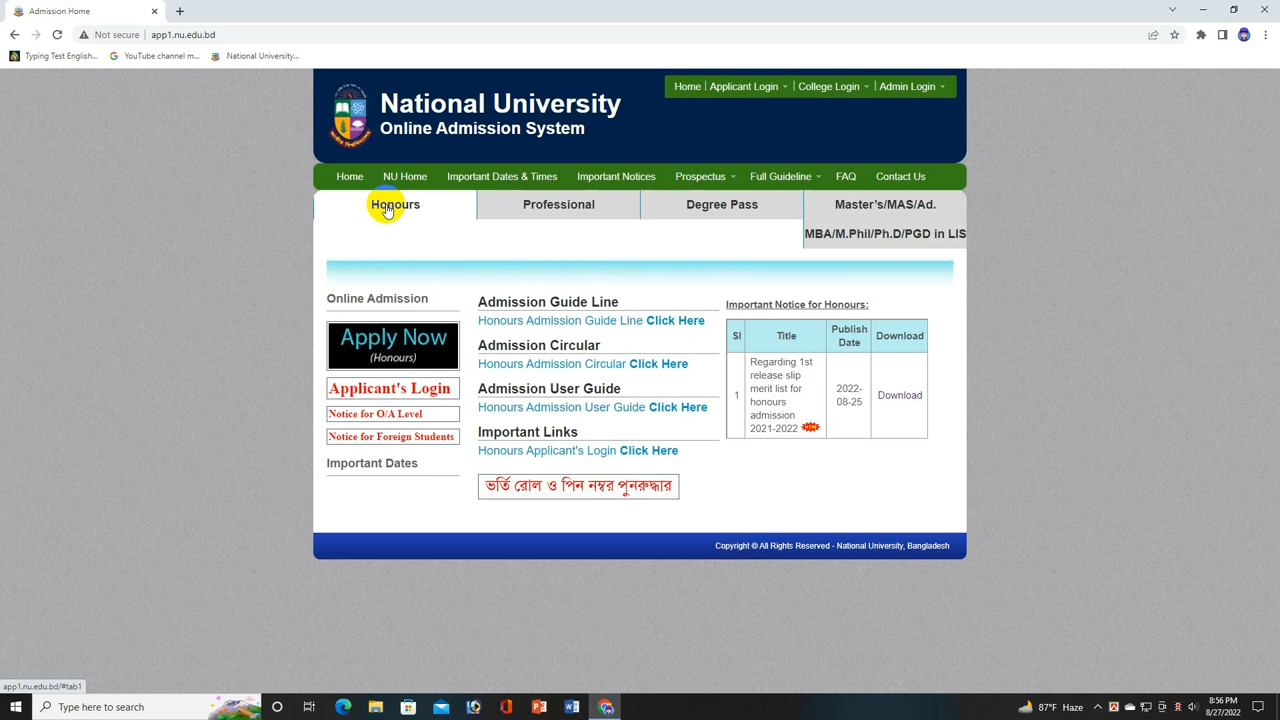 Admission Home
Not secure | app1.nu.edu.bd
Typing Test English...
YouTube channel m...
National University...
National University
Online Admission System
Home | Applicant Login | College Login | Admin Login
Home NU Home Important Dates & Times Important Notices Prospectus Full Guideline FAQ Contact Us
Honours Professional Degree Pass Master's/MAS/Ad.
MBA/M.Phil/Ph.D/PGD in LIS
Online Admission
Apply Now
(Honours)
Applicant's Login
Notice for O/A Level
Notice for Foreign Students
Important Dates
Admission Guide Line
Honours Admission Guide Line Click Here
Admission Circular
Honours Admission Circular Click Here
Admission User Guide
Honours Admission User Guide Click Here
Important Links
Honours Applicant's Login Click Here
ভর্তি রোল ও পিন নম্বর পুনরুদ্ধার
Important Notice for Honours:
Sl Title Publish Date Download
1 Regarding 1st
release slip
merit list for
honours
admission
2021-2022
2022-
08-25
Download
Copyright © All Rights Reserved - National University, Bangladesh
app1.nu.edu.bd/#tab1
Type here to search
87°F Haze
8:56 PM
8/27/2022